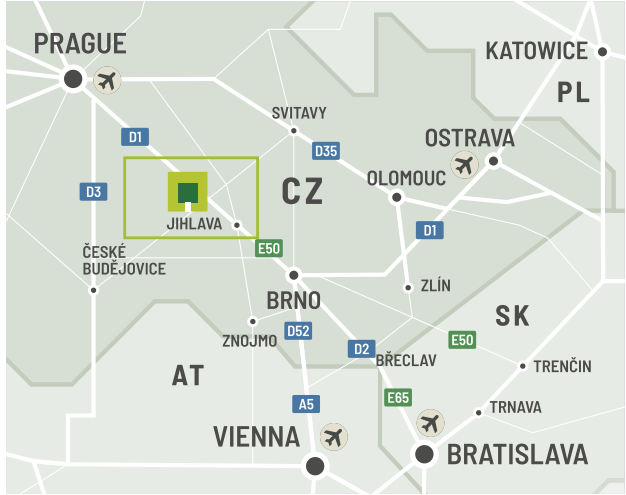 PRAGUE
KATOWICE
PL
SVITAVY
D1
OSTRAVA
D35
D3
CZ
OLOMOUC
JIHLAVA
D1
E50
ČESKÉ
BUDĚJOVICE
ZLÍN
BRNO
SK
D52
ZNOJMO
E50
D2
BŘECLAV
TRENČÍN
AT
E65
A5
TRNAVA
VIENNA
BRATISLAVA